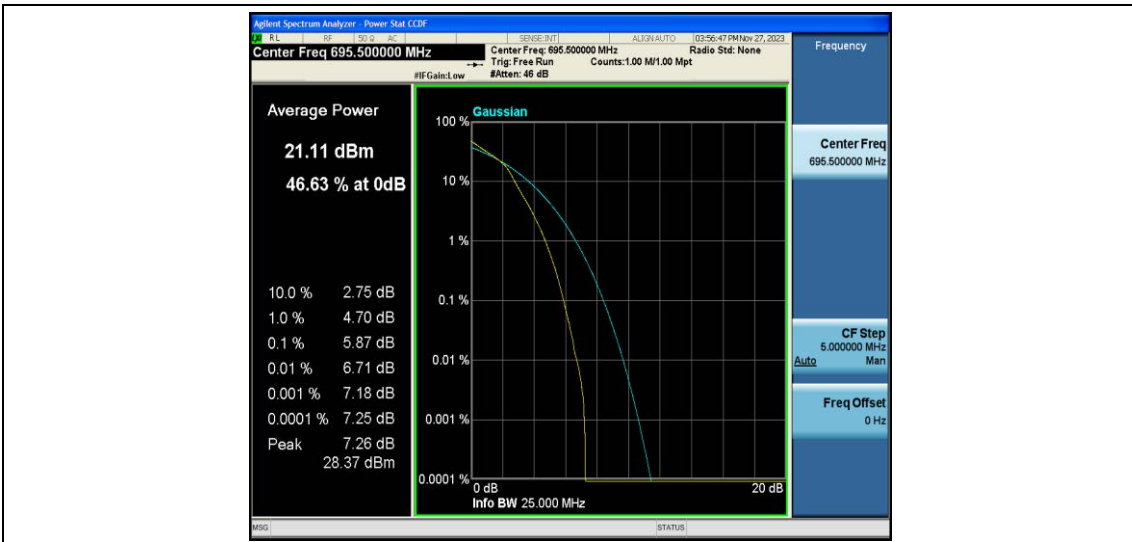 Agilent Spectrum Analyzer - Power Stat CCDF
RL RF 50 Ω AC SENSE:INT ALIGN AUTO 03:56:47 PM Nov 27, 2023
Center Freq 695.500000 MHz
Center Freq: 695.500000 MHz Radio Std: None
Trig: Free Run Counts:1.00 M/1.00 Mpt
#IFGain:Low #Atten: 46 dB
Frequency
Average Power
21.11 dBm
46.63 % at 0dB
10.0 % 2.75 dB
1.0 % 4.70 dB
0.1 % 5.87 dB
0.01 % 6.71 dB
0.001 % 7.18 dB
0.0001 % 7.25 dB
Peak 7.26 dB
28.37 dBm
Gaussian
100 %
10 %
1 %
0.1 %
0.01 %
0.001 %
0.0001 %
0 dB 20 dB
Info BW 25.000 MHz
Center Freq
695.500000 MHz
CF Step
5.000000 MHz
Auto Man
Freq Offset
0 Hz
MSG STATUS